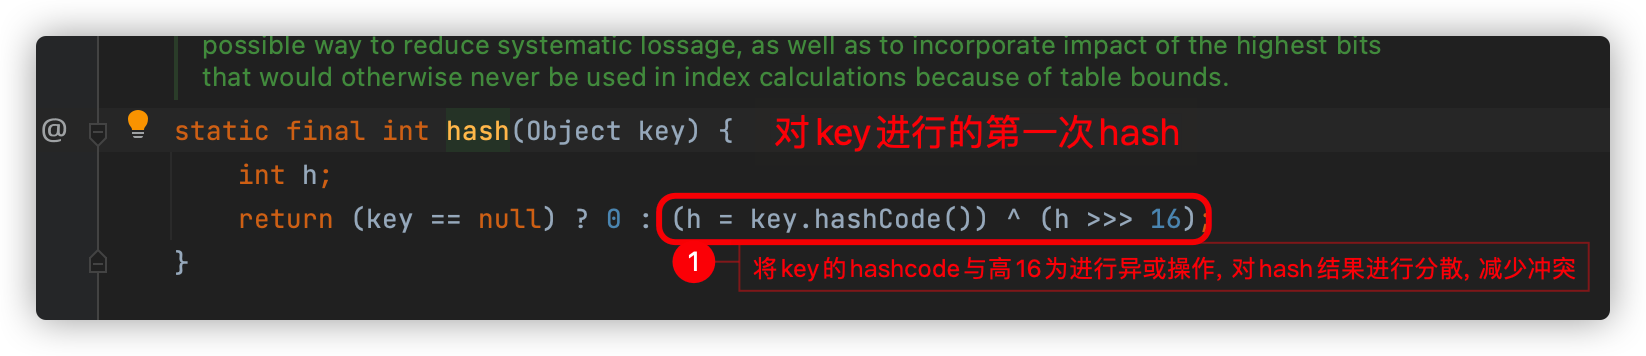 possible way to reduce systematic lossage, as well as to incorporate impact of the highest bits
that would otherwise never be used in index calculations because of table bounds.
@ static final int hash(Object key) { 对key进行的第一次hash
int h;
return (key == null) ? 0 : (h = key.hashCode()) ^ (h >>> 16);
}
1 将key的hashcode与高16为进行异或操作, 对hash结果进行分散, 减少冲突